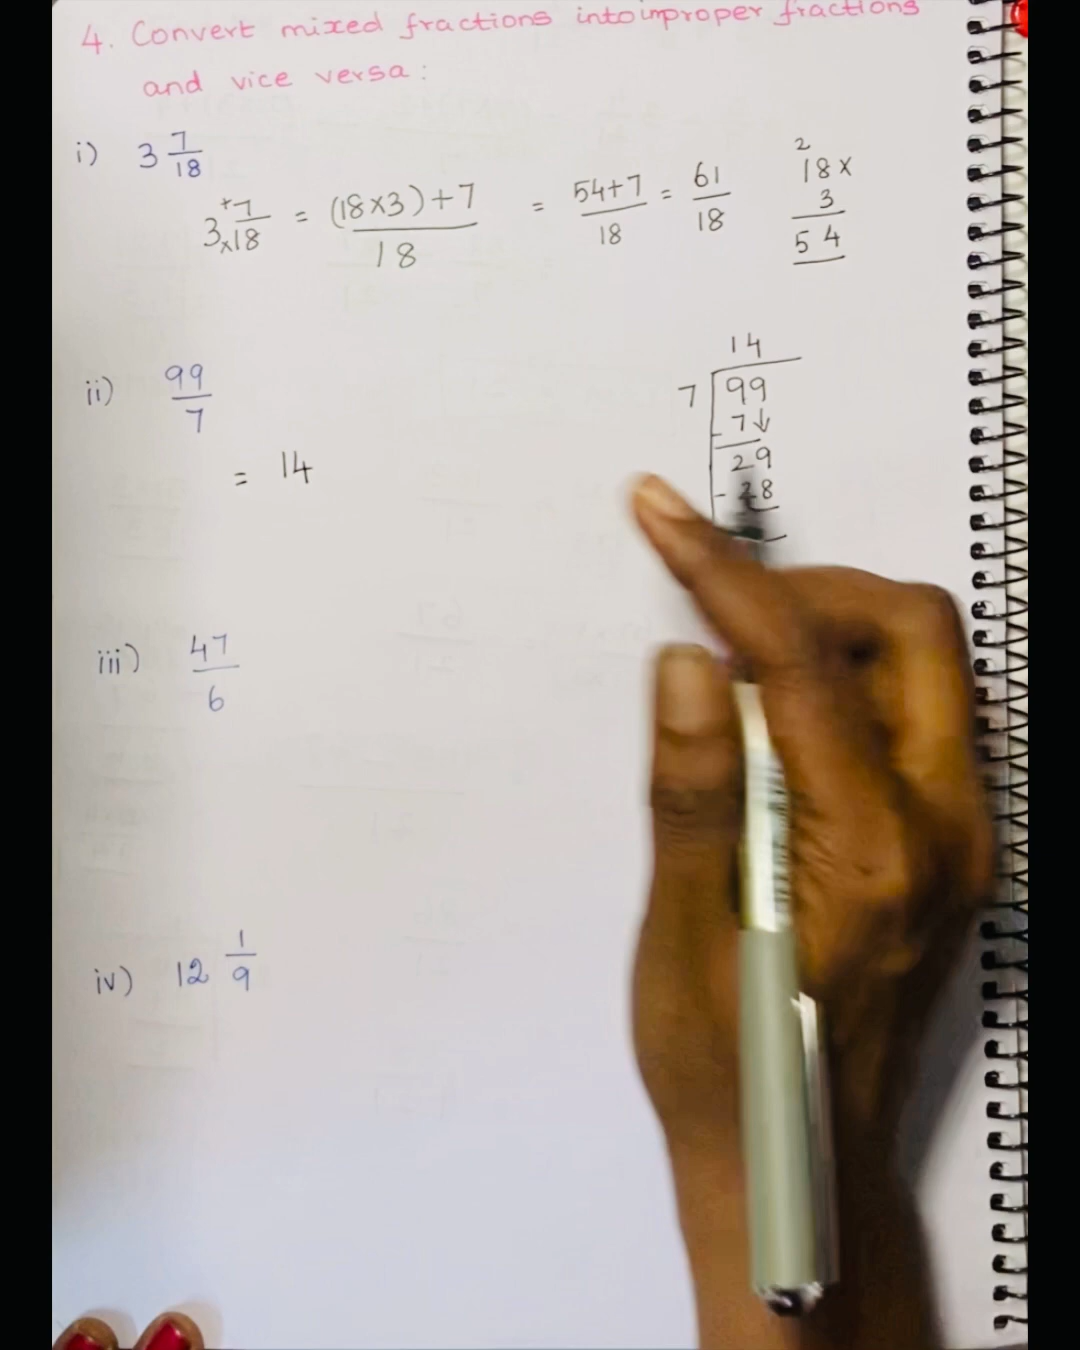 4. Convert mixed fractions into improper fractions
and vice versa :
i) 3 7/18
3 +7/×18 = (18×3)+7/18 = 54+7/18 = 61/18
2
18×
3
54
ii) 99/7
= 14
14
7 99
7↓
29
- 28
iii) 47/6
iv) 12 1/9